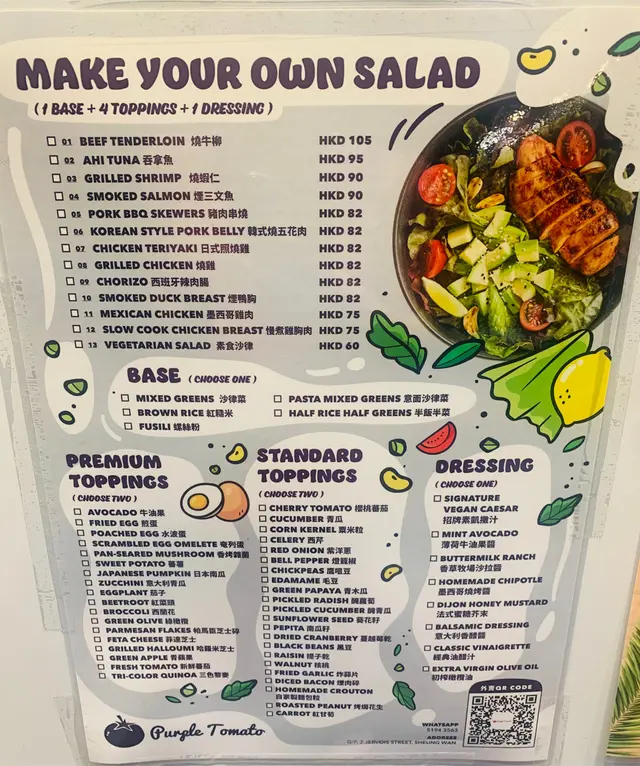 MAKE YOUR OWN SALAD
(1 BASE + 4 TOPPINGS + 1 DRESSING)
01 BEEF TENDERLOIN 燒牛柳 HKD 105
02 AHI TUNA 吞拿魚 HKD 95
03 GRILLED SHRIMP 燒蝦仁 HKD 90
04 SMOKED SALMON 煙三文魚 HKD 90
05 PORK BBQ SKEWERS 豬肉串燒 HKD 82
06 KOREAN STYLE PORK BELLY 韓式燒五花肉 HKD 82
07 CHICKEN TERIYAKI 日式照燒雞 HKD 82
08 GRILLED CHICKEN 燒雞 HKD 82
09 CHORIZO 西班牙辣肉腸 HKD 82
10 SMOKED DUCK BREAST 煙鴨胸 HKD 82
11 MEXICAN CHICKEN 墨西哥雞肉 HKD 75
12 SLOW COOK CHICKEN BREAST 慢煮雞胸肉 HKD 75
13 VEGETARIAN SALAD 素食沙律 HKD 60
BASE (CHOOSE ONE)
MIXED GREENS 沙律菜
BROWN RICE 紅糙米
FUSILI 螺絲粉
PASTA MIXED GREENS 意面沙律菜
HALF RICE HALF GREENS 半飯半菜
PREMIUM
TOPPINGS
(CHOOSE TWO)
AVOCADO 牛油果
FRIED EGG 煎蛋
POACHED EGG 水波蛋
SCRAMBLED EGG OMELETE 奄列蛋
PAN-SEARED MUSHROOM 香烤雜菌
SWEET POTATO 蕃薯
JAPANESE PUMPKIN 日本南瓜
ZUCCHINI 意大利青瓜
EGGPLANT 茄子
BEETROOT 紅菜頭
BROCCOLI 西蘭花
GREEN OLIVE 綠橄欖
PARMESAN FLAKES 帕馬臣芝士碎
FETA CHEESE 菲達芝士
GRILLED HALLOUMI 哈羅米芝士
GREEN APPLE 青蘋果
FRESH TOMATO 新鮮蕃茄
TRI-COLOR QUINOA 三色藜麥
STANDARD
TOPPINGS
(CHOOSE TWO)
CHERRY TOMATO 櫻桃蕃茄
CUCUMBER 青瓜
CORN KERNEL 粟米粒
CELERY 西芹
RED ONION 紫洋蔥
BELL PEPPER 燈籠椒
CHICKPEAS 鷹嘴豆
EDAMAME 毛豆
GREEN PAPAYA 青木瓜
PICKLED RADISH 醃蘿蔔
PICKLED CUCUMBER 醃青瓜
SUNFLOWER SEED 葵花籽
PEPITA 南瓜籽
DRIED CRANBERRY 蔓越莓乾
BLACK BEANS 黑豆
RAISIN 提子乾
WALNUT 核桃
FRIED GARLIC 炸蒜片
DICED BACON 煙肉碎
HOMEMADE CROUTON
自家製麵包粒
ROASTED PEANUT 烤焗花生
CARROT 紅甘筍
DRESSING
(CHOOSE ONE)
SIGNATURE
VEGAN CAESAR
招牌素凱撒汁
MINT AVOCADO
薄荷牛油果醬
BUTTERMILK RANCH
香草牧場沙拉醬
HOMEMADE CHIPOTLE
墨西哥燒烤醬
DIJON HONEY MUSTARD
法式蜜糖芥末
BALSAMIC DRESSING
意大利香醋醬
CLASSIC VINAIGRETTE
經典油醋汁
EXTRA VIRGIN OLIVE OIL
初榨橄欖油
外賣QR CODE
Purple Tomato
WHATSAPP
5194 3563
ADDRESS
G/F, 2 JERVOIS STREET, SHEUNG WAN